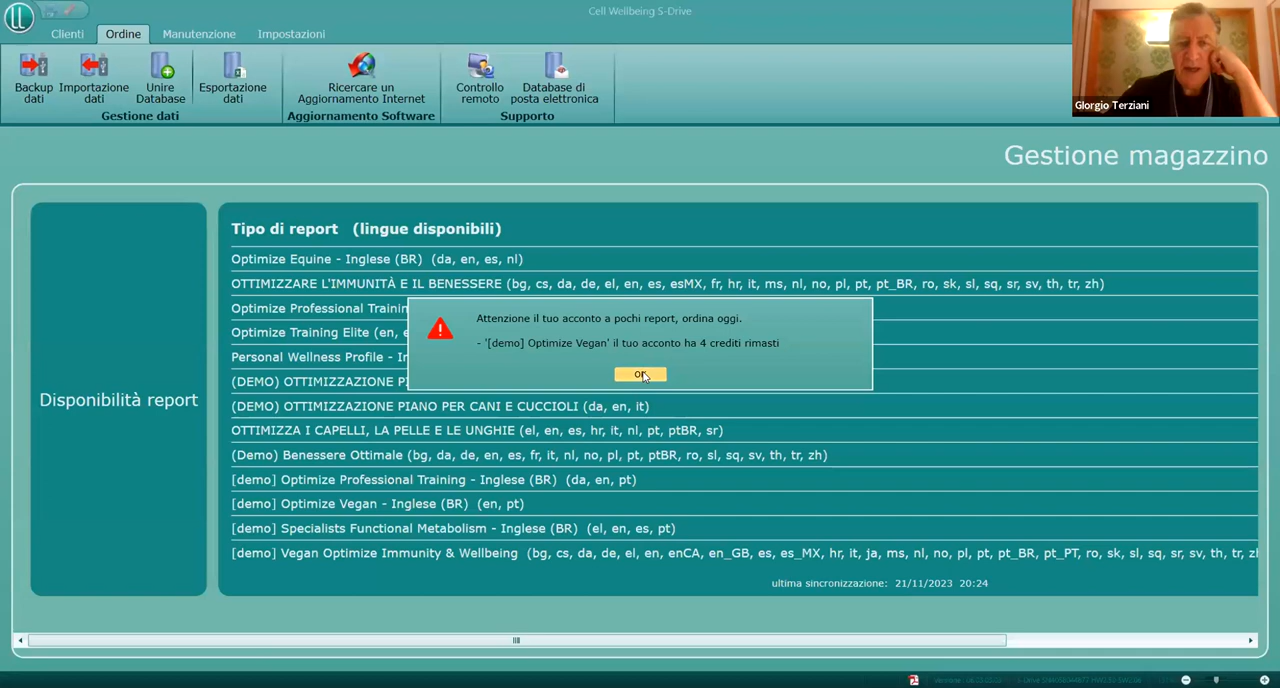 Cell Wellbeing S-Drive
Clienti Ordine Manutenzione Impostazioni
Backup dati
Importazione dati
Unire Database
Esportazione dati
Ricercare un Aggiornamento Internet
Controllo remoto
Database di posta elettronica
Gestione dati
Aggiornamento Software
Supporto
GIorgio Terziani
Gestione magazzino
Disponibilità report
Tipo di report (lingue disponibili)
Optimize Equine - Inglese (BR) (da, en, es, nl)
OTTIMIZZARE L'IMMUNITÀ E IL BENESSERE (bg, cs, da, de, el, en, es, esMX, fr, hr, it, ms, nl, no, pl, pt, pt_BR, ro, sk, sl, sq, sr, sv, th, tr, zh)
Optimize Professional Trainin
Optimize Training Elite (en, e
Personal Wellness Profile - In
(DEMO) OTTIMIZZAZIONE P
(DEMO) OTTIMIZZAZIONE PIANO PER CANI E CUCCIOLI (da, en, it)
OTTIMIZZA I CAPELLI, LA PELLE E LE UNGHIE (el, en, es, hr, it, nl, pt, ptBR, sr)
(Demo) Benessere Ottimale (bg, da, de, en, es, fr, it, nl, no, pl, pt, ptBR, ro, sl, sq, sv, th, tr, zh)
[demo] Optimize Professional Training - Inglese (BR) (da, en, pt)
[demo] Optimize Vegan - Inglese (BR) (en, pt)
[demo] Specialists Functional Metabolism - Inglese (BR) (el, en, es, pt)
[demo] Vegan Optimize Immunity & Wellbeing (bg, cs, da, de, el, en, enCA, en_GB, es, es_MX, hr, it, ja, ms, nl, no, pl, pt, pt_BR, pt_PT, ro, sk, sl, sq, sr, sv, th, tr, zh
ultima sincronizzazione: 21/11/2023 20:24
Attenzione il tuo acconto a pochi report, ordina oggi.
- '[demo] Optimize Vegan' il tuo acconto ha 4 crediti rimasti
OK